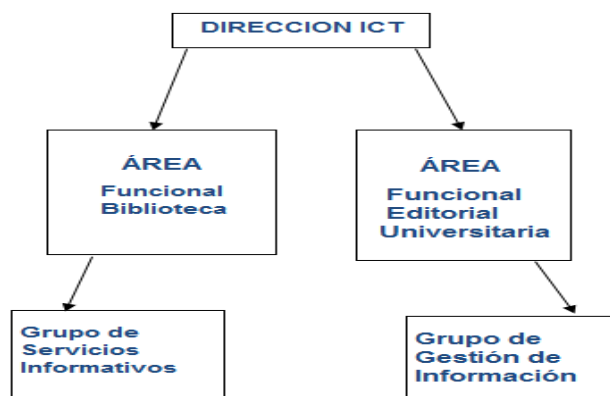 DIRECCION ICT
ÁREA
Funcional
Biblioteca
ÁREA
Funcional
Editorial
Universitaria
Grupo de
Servicios
Informativos
Grupo de
Gestión de
Información